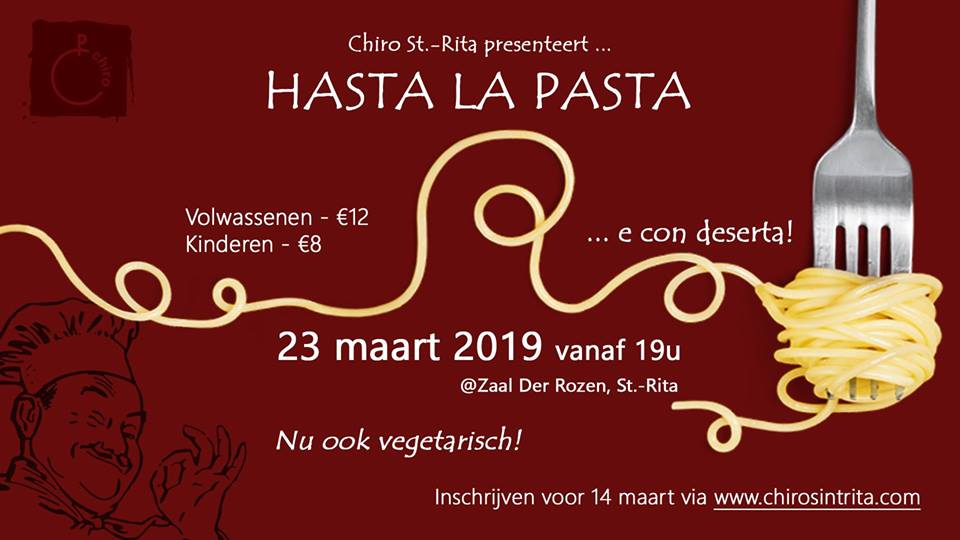 chiro
Chiro St.-Rita presenteert ...
HASTA LA PASTA
Volwassenen - €12
Kinderen - €8
... e con deserta!
23 maart 2019 vanaf 19u
@Zaal Der Rozen, St.-Rita
Nu ook vegetarisch!
Inschrijven voor 14 maart via www.chirosintrita.com